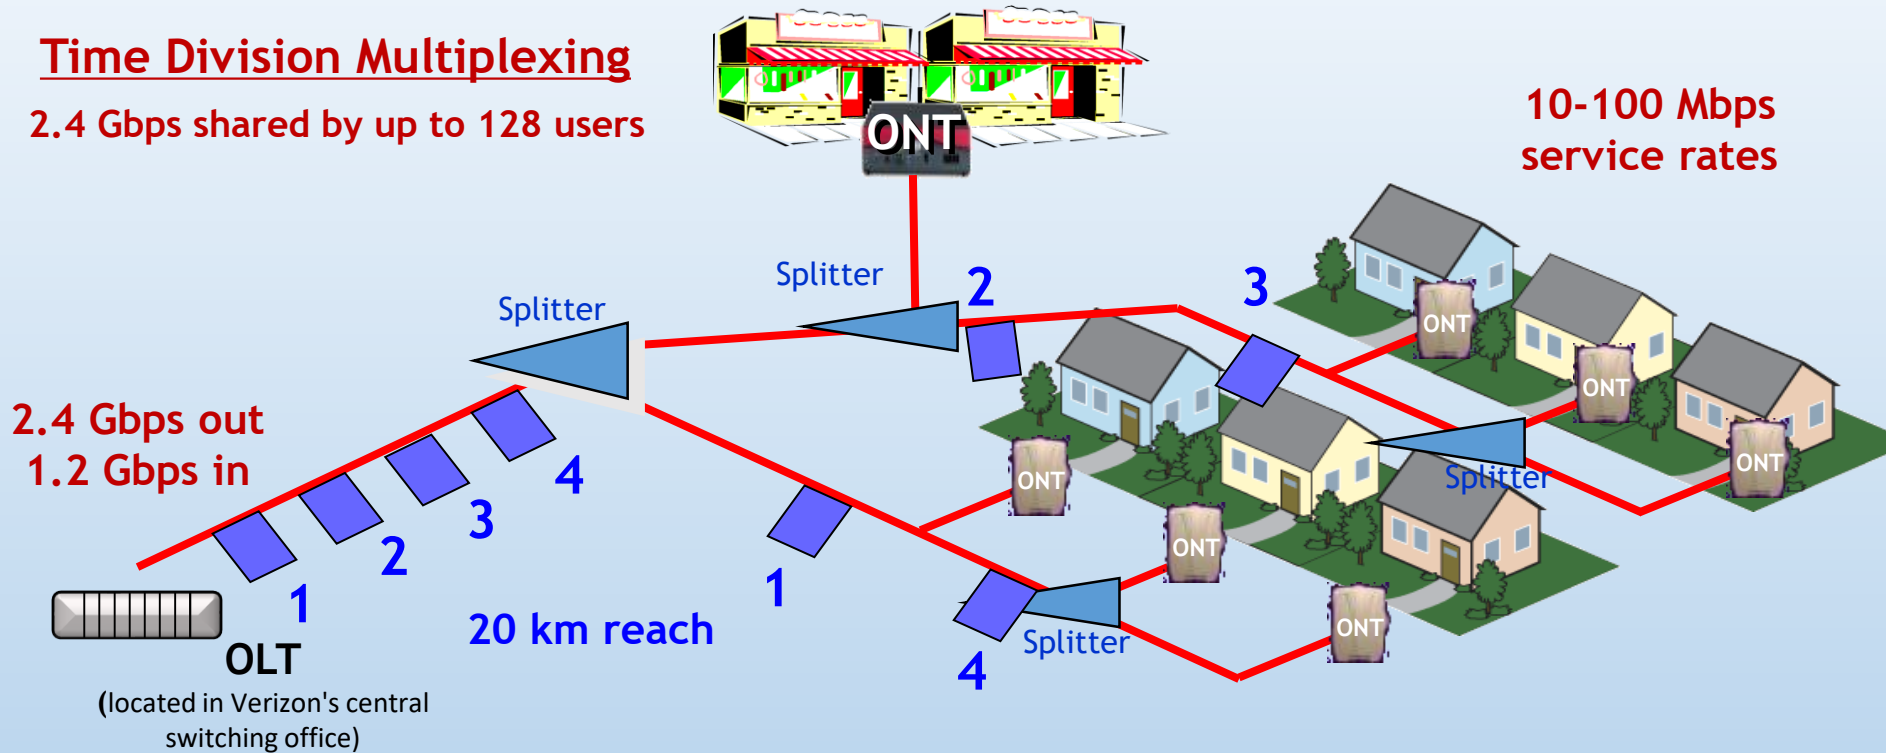 Time Division Multiplexing
2.4 Gbps shared by up to 128 users
ONT
10-100 Mbps
service rates
Splitter
Splitter
2
3
ONT
ONT
ONT
Splitter
2.4 Gbps out
1.2 Gbps in
4
3
2
1
1
ONT
ONT
ONT
4
Splitter
20 km reach
OLT
(located in Verizon's central
switching office)